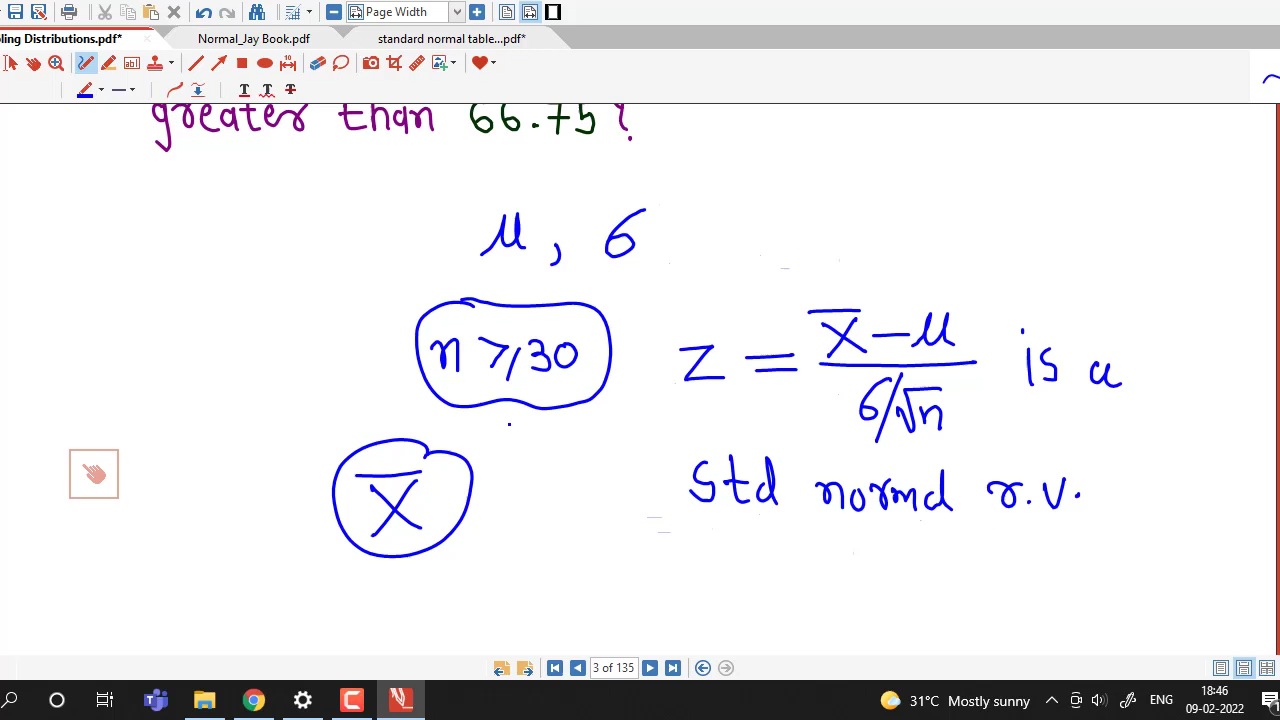 Page Width
pling Distributions.pdf*
Normal_Jay Book.pdf
standard normal table...pdf*
greater than 66.75?
μ, σ
n ≥ 30
Z = (X̄ − μ) / (σ/√n) is a
X̄
Std normal r.v.
3 of 135
31°C Mostly sunny
ENG
18:46
09-02-2022